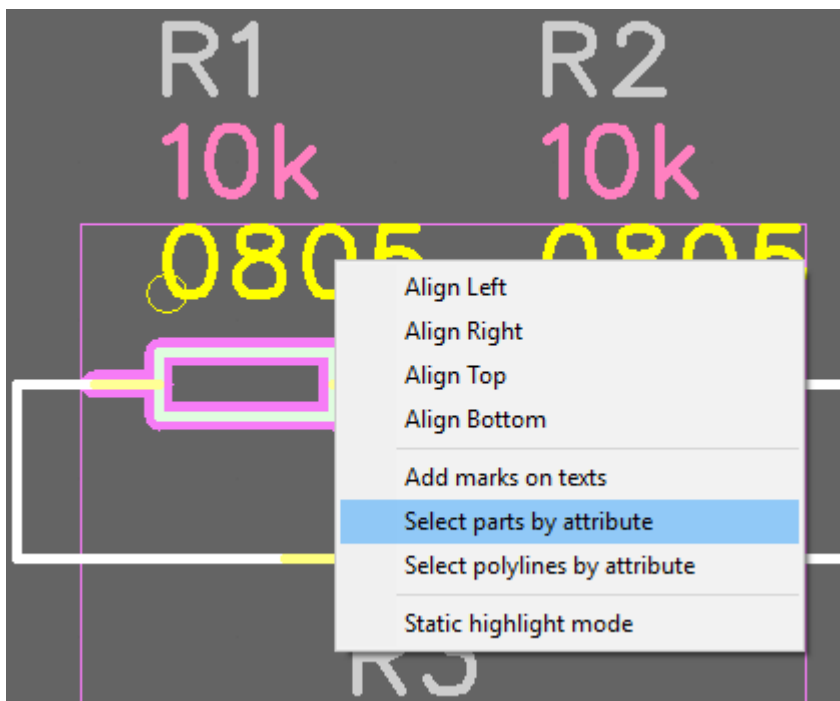 R1 R2
10k 10k
0805 0805
Align Left
Align Right
Align Top
Align Bottom
Add marks on texts
Select parts by attribute
Select polylines by attribute
Static highlight mode
R3